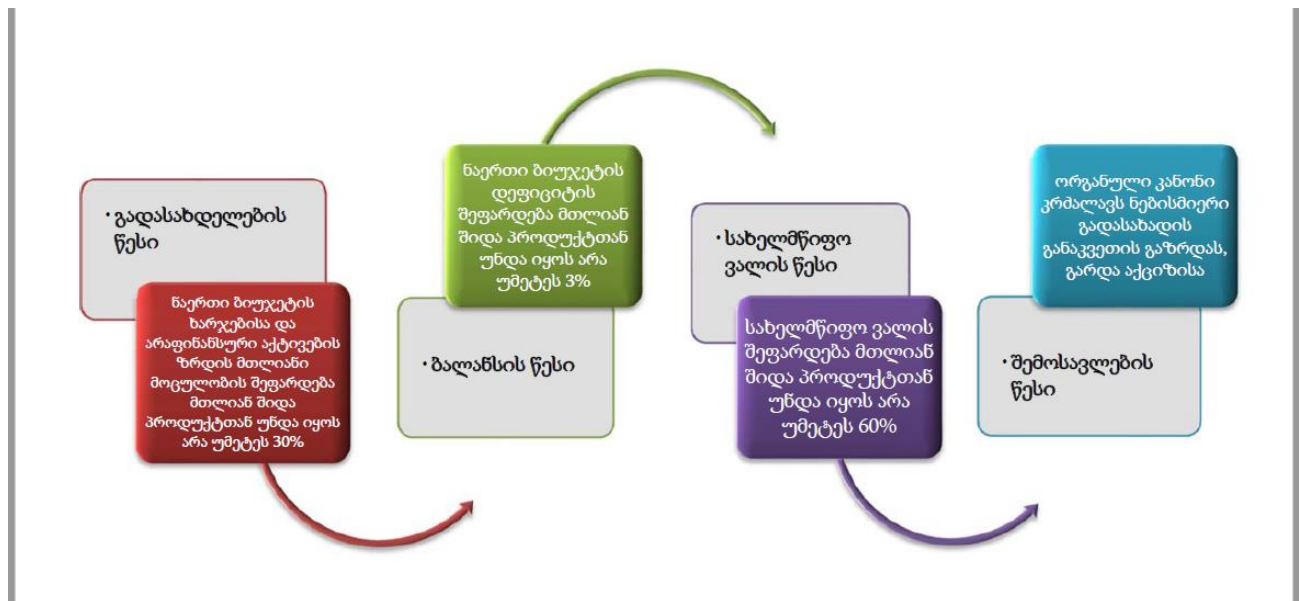 · გადასახდელების
წესი
ნაერთი ბიუჯეტის
ხარჯებისა და
არაფინანსური აქტივების
ზრდის მთლიანი
მოცულობის შეფარდება
მთლიან შიდა
პროდუქტთან უნდა იყოს
არა უმეტეს 30%
ნაერთი ბიუჯეტის
დეფიციტის
შეფარდება მთლიან
შიდა პროდუქტთან
უნდა იყოს არა
უმეტეს 3%
· ბალანსის წესი
· სახელმწიფო
ვალის წესი
სახელმწიფო ვალის
შეფარდება მთლიან
შიდა პროდუქტთან
უნდა იყოს არა
უმეტეს 60%
ორგანული კანონი
კრძალავს ნებისმიერი
გადასახადის
განაკვეთის გაზრდას,
გარდა აქციზისა
· შემოსავლების
წესი